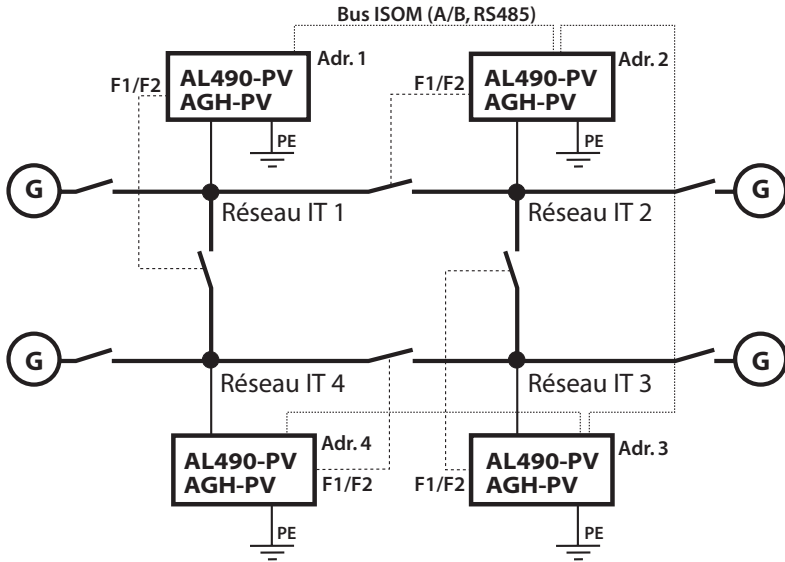 Bus ISOM (A/B, RS485)
Adr. 1
Adr. 2
F1/F2
AL490-PV
AGH-PV
F1/F2
AL490-PV
AGH-PV
PE
PE
G
G
Réseau IT 1
Réseau IT 2
G
G
Réseau IT 4
Réseau IT 3
Adr. 4
Adr. 3
AL490-PV
AGH-PV
F1/F2
F1/F2
AL490-PV
AGH-PV
PE
PE